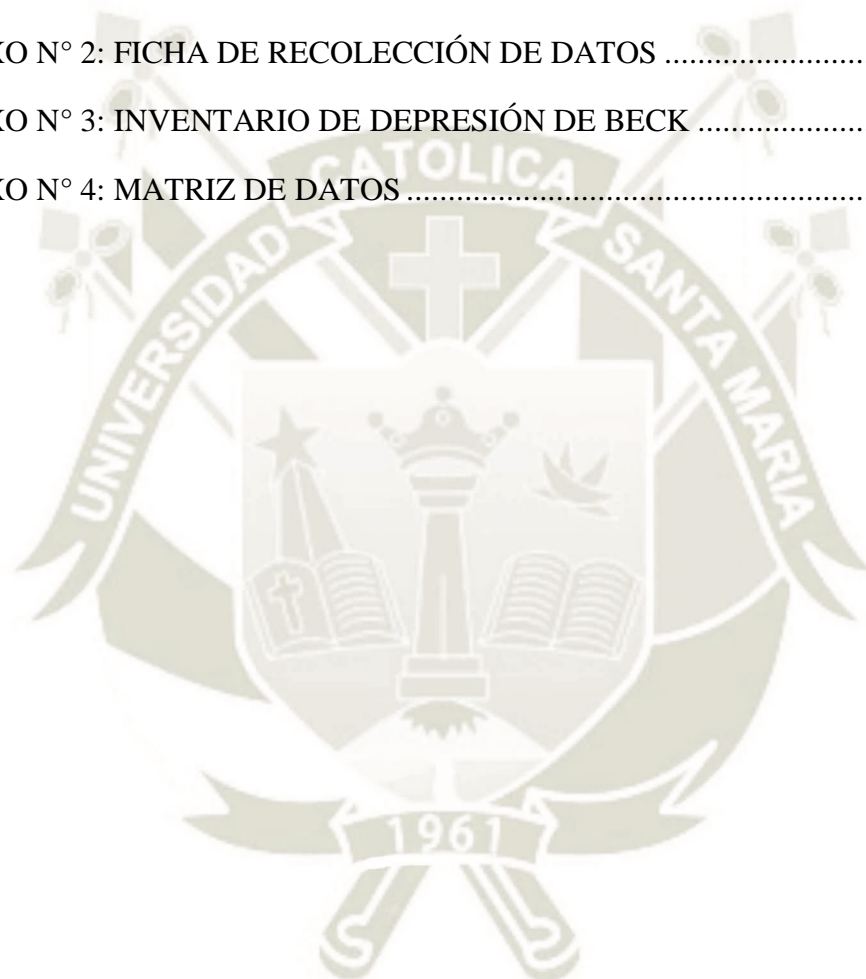 XO N° 2: FICHA DE RECOLECCIÓN DE DATOS .......................
XO N° 3: INVENTARIO DE DEPRESIÓN DE BECK ...................
XO N° 4: MATRIZ DE DATOS ......................................................
UNIVERSIDAD CATOLICA SANTA MARIA
1961